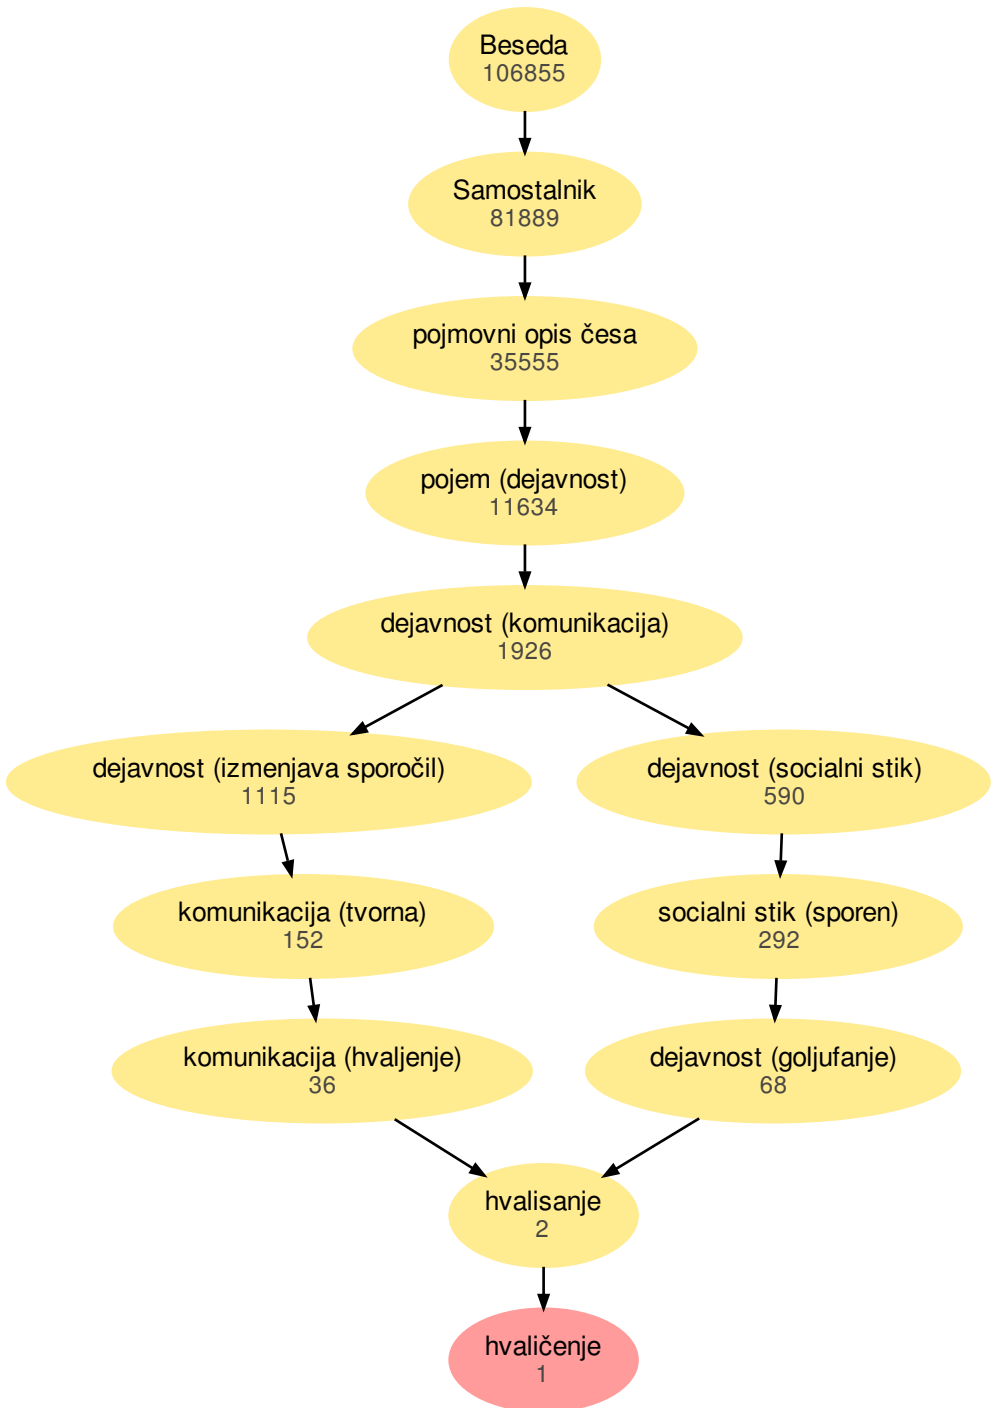 Beseda
106855
Samostalnik
81889
pojmovni opis česa
35555
pojem (dejavnost)
11634
dejavnost (komunikacija)
1926
dejavnost (izmenjava sporočil)
1115
dejavnost (socialni stik)
590
komunikacija (tvorna)
152
socialni stik (sporen)
292
komunikacija (hvaljenje)
36
dejavnost (goljufanje)
68
hvalisanje
2
hvaličenje
1